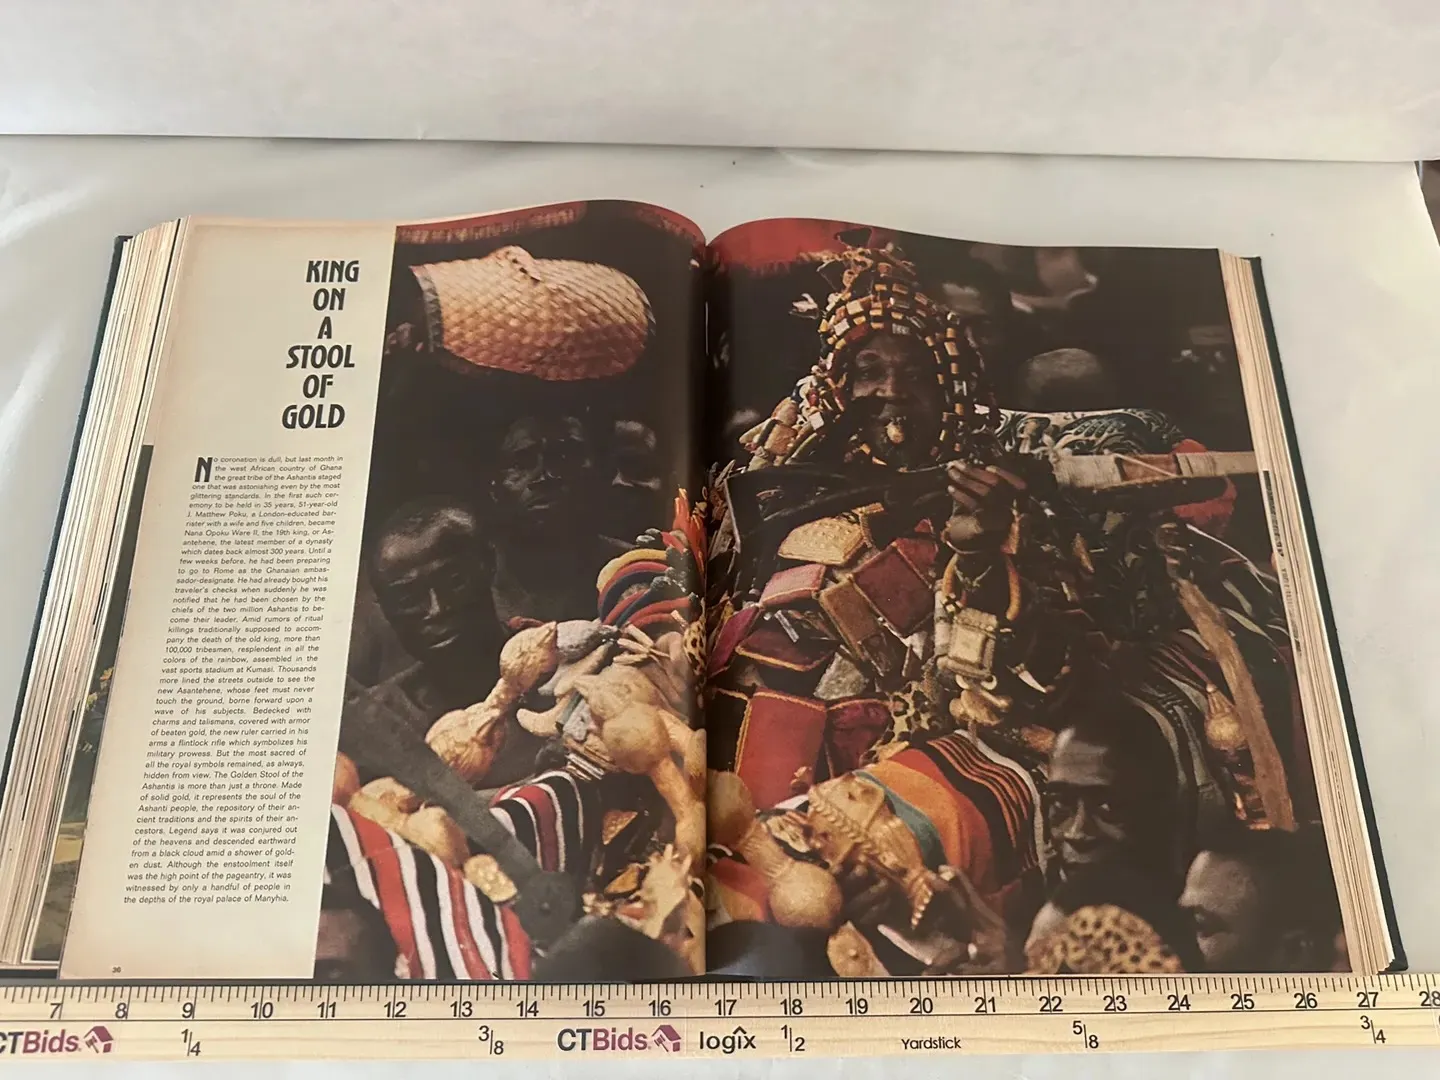 KING
ON
A
STOOL
OF
GOLD
No coronation is dull, but last month in
the west African country of Ghana
the great tribe of the Ashantis staged
one that was astonishing even by the most
glittering standards. In the first such cer-
emony to be held in 35 years, 51-year-old
J. Matthew Poku, a London-educated bar-
rister with a wife and five children, became
Nana Opoku Ware II, the 19th king, or As-
antehene, the latest member of a dynasty
which dates back almost 300 years. Until a
few weeks before, he had been preparing
to go to Rome as the Ghanaian ambas-
sador-designate. He had already bought his
traveler's checks when suddenly he was
notified that he had been chosen by the
chiefs of the two million Ashantis to be-
come their leader. Amid rumors of ritual
killings traditionally supposed to accom-
pany the death of the old king, more than
100,000 tribesmen, resplendent in all the
colors of the rainbow, assembled in the
vast sports stadium at Kumasi. Thousands
more lined the streets outside to see the
new Asantehene, whose feet must never
touch the ground, borne forward upon a
wave of his subjects. Bedecked with
charms and talismans, covered with armor
of beaten gold, the new ruler carried in his
arms a flintlock rifle which symbolizes his
military prowess. But the most sacred of
all the royal symbols remained, as always,
hidden from view. The Golden Stool of the
Ashantis is more than just a throne. Made
of solid gold, it represents the soul of the
Ashanti people, the repository of their an-
cient traditions and the spirits of their an-
cestors. Legend says it was conjured out
of the heavens and descended earthward
from a black cloud amid a shower of gold-
en dust. Although the enstoolment itself
was the high point of the pageantry, it was
witnessed by only a handful of people in
the depths of the royal palace of Manyhia.
36
7 8 9 10 11 12 13 14 15 16 17 18 19 20 21 22 23 24 25 26 27 28
CTBids 1/4 3/8 CTBids logix 1/2 Yardstick 5/8 3/4